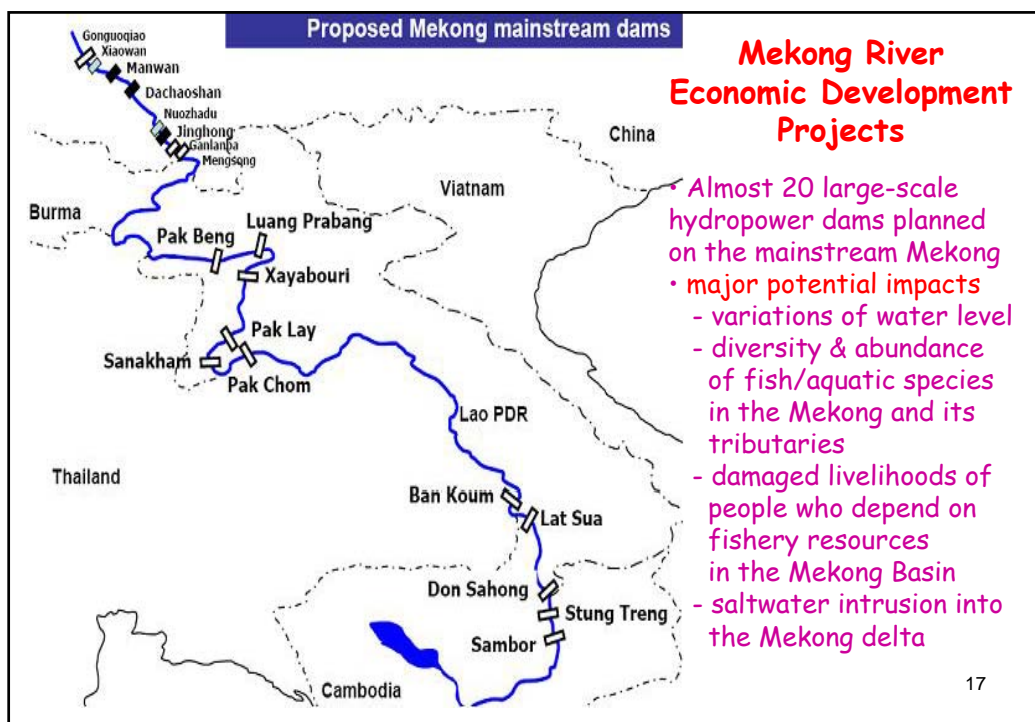 Proposed Mekong mainstream dams
Gonguoqiao
Xiaowan
Manwan
Dachaoshan
Nuozhadu
Jinghong
Ganlanba
Mengsong
China
Viatnam
Burma
Luang Prabang
Pak Beng
Xayabouri
Pak Lay
Sanakham
Pak Chom
Lao PDR
Thailand
Ban Koum
Lat Sua
Don Sahong
Stung Treng
Sambor
Cambodia
Mekong River
Economic Development
Projects
• Almost 20 large-scale
hydropower dams planned
on the mainstream Mekong
• major potential impacts
- variations of water level
- diversity & abundance
of fish/aquatic species
in the Mekong and its
tributaries
- damaged livelihoods of
people who depend on
fishery resources
in the Mekong Basin
- saltwater intrusion into
the Mekong delta
17